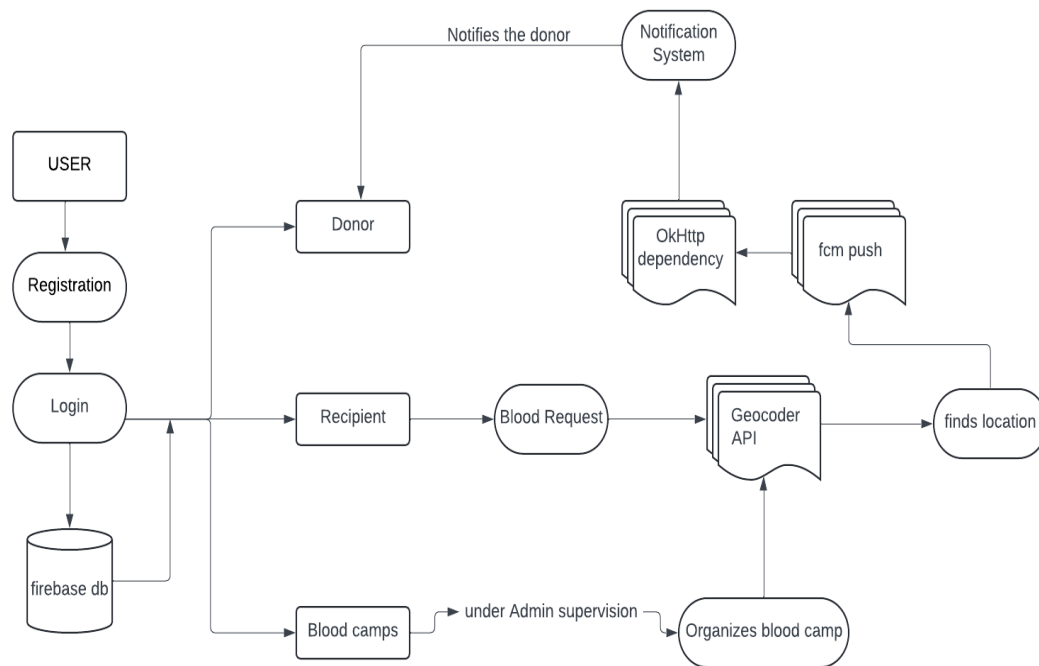 Notifies the donor
Notification
System
USER
Donor
OkHttp
dependency
fcm push
Registration
Login
Recipient
Blood Request
Geocoder
API
finds location
firebase db
Blood camps
under Admin supervision
Organizes blood camp